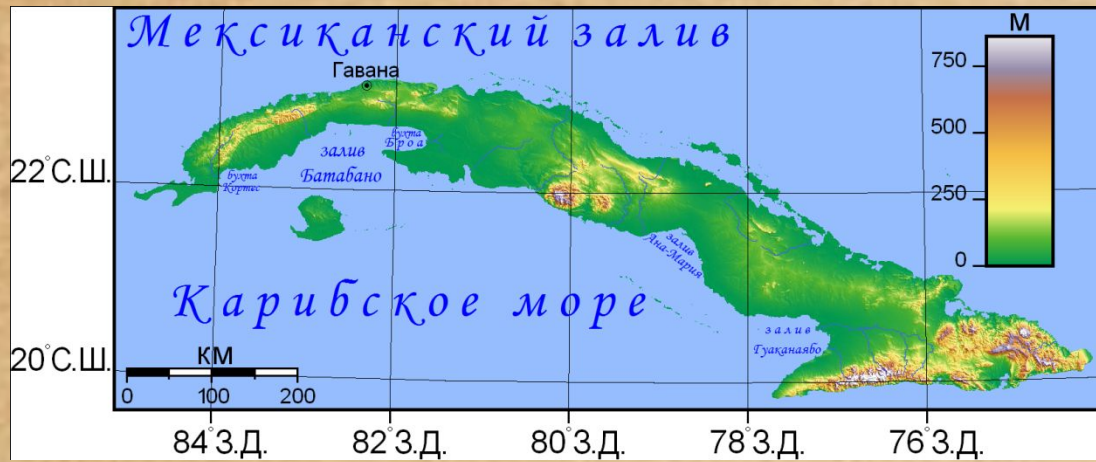 Мексиканский залив
М
750
500
250
0
Гавана
бухта
Броа
залив
Батабано
бухта
Кортес
22°С.Ш.
залив
Ана-Мария
Карибское море
залив
Гуаканаябо
20°С.Ш.
КМ
0 100 200
84°З.Д. 82°З.Д. 80°З.Д. 78°З.Д. 76°З.Д.